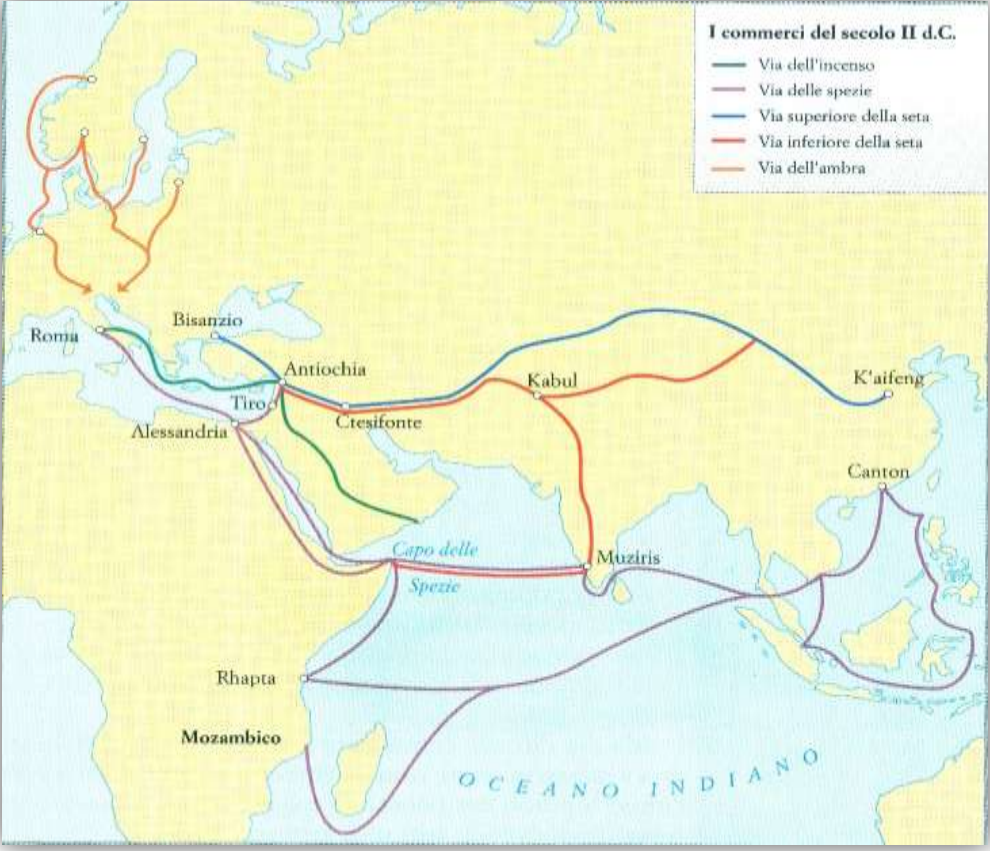 I commerci del secolo II d.C.
Via dell'incenso
Via delle spezie
Via superiore della seta
Via inferiore della seta
Via dell'ambra
Roma
Bisanzio
Antiochia
Tiro
Alessandria
Ctesifonte
Kabul
K'aifeng
Canton
Capo delle
Spezie
Muziris
Rhapta
Mozambico
OCEANO INDIANO